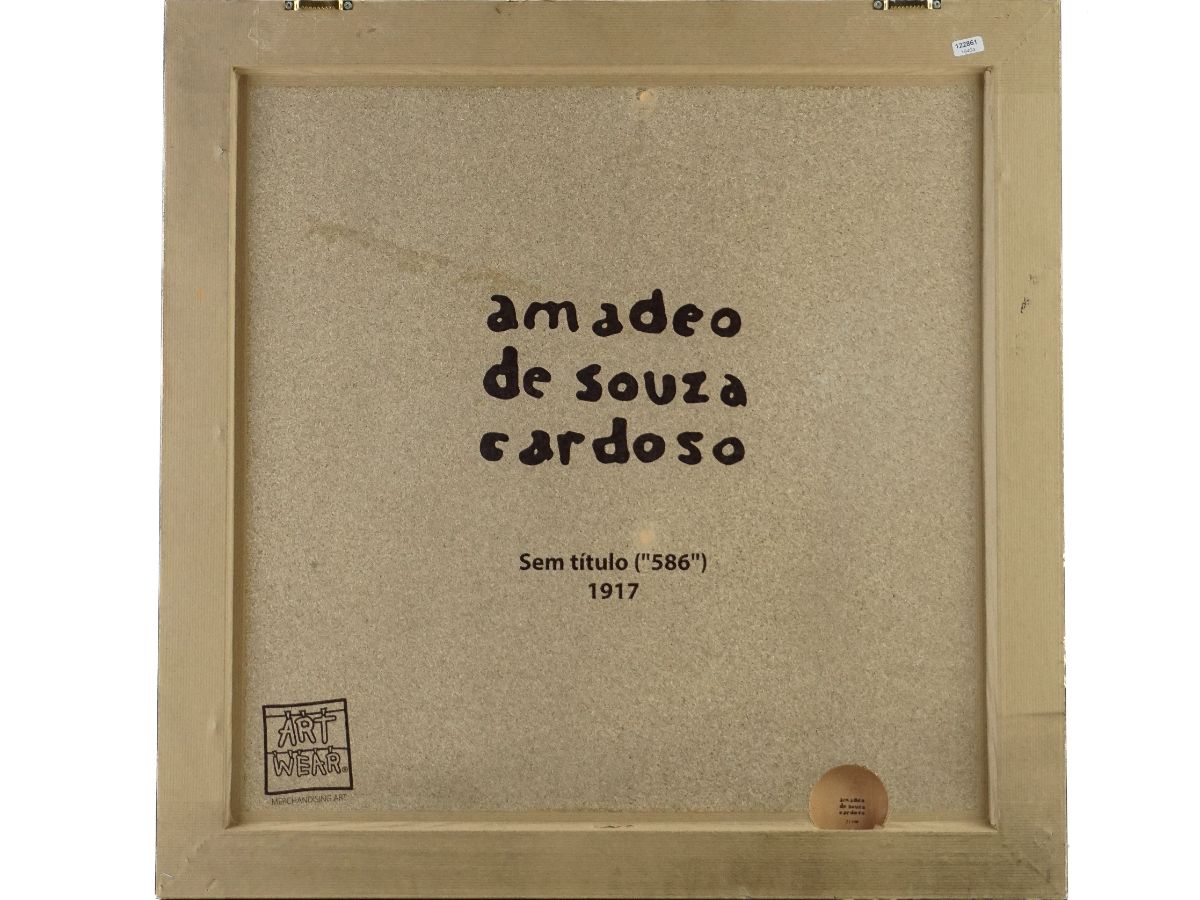 122861
amadeo
de souza
cardoso
Sem título ("586")
1917
ART
WEAR®
MERCHANDISING ART
amadeo
de souza
cardoso